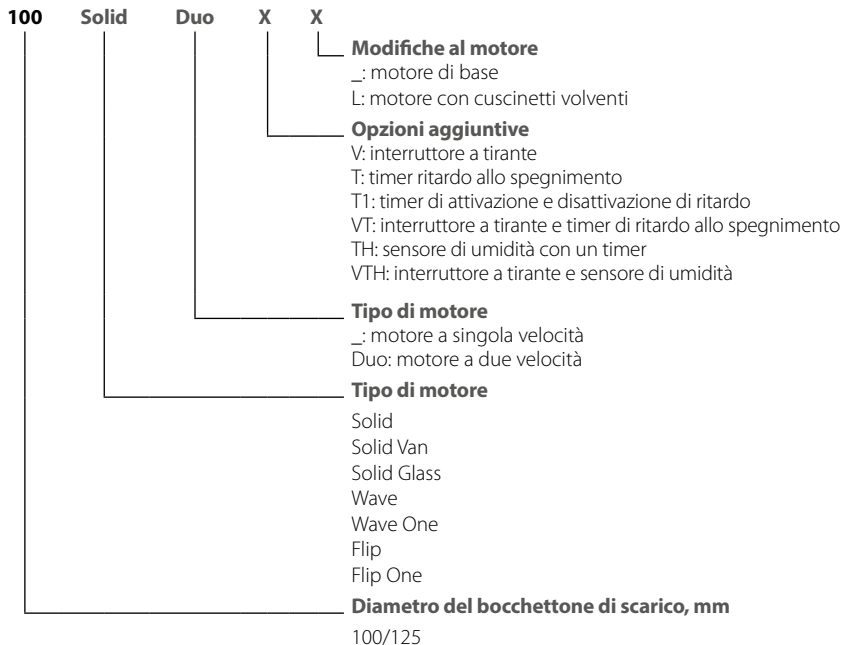 100 Solid Duo X X
Modifiche al motore
_: motore di base
L: motore con cuscinetti volventi
Opzioni aggiuntive
V: interruttore a tirante
T: timer ritardo allo spegnimento
T1: timer di attivazione e disattivazione di ritardo
VT: interruttore a tirante e timer di ritardo allo spegnimento
TH: sensore di umidità con un timer
VTH: interruttore a tirante e sensore di umidità
Tipo di motore
_: motore a singola velocità
Duo: motore a due velocità
Tipo di motore
Solid
Solid Van
Solid Glass
Wave
Wave One
Flip
Flip One
Diametro del bocchettone di scarico, mm
100/125